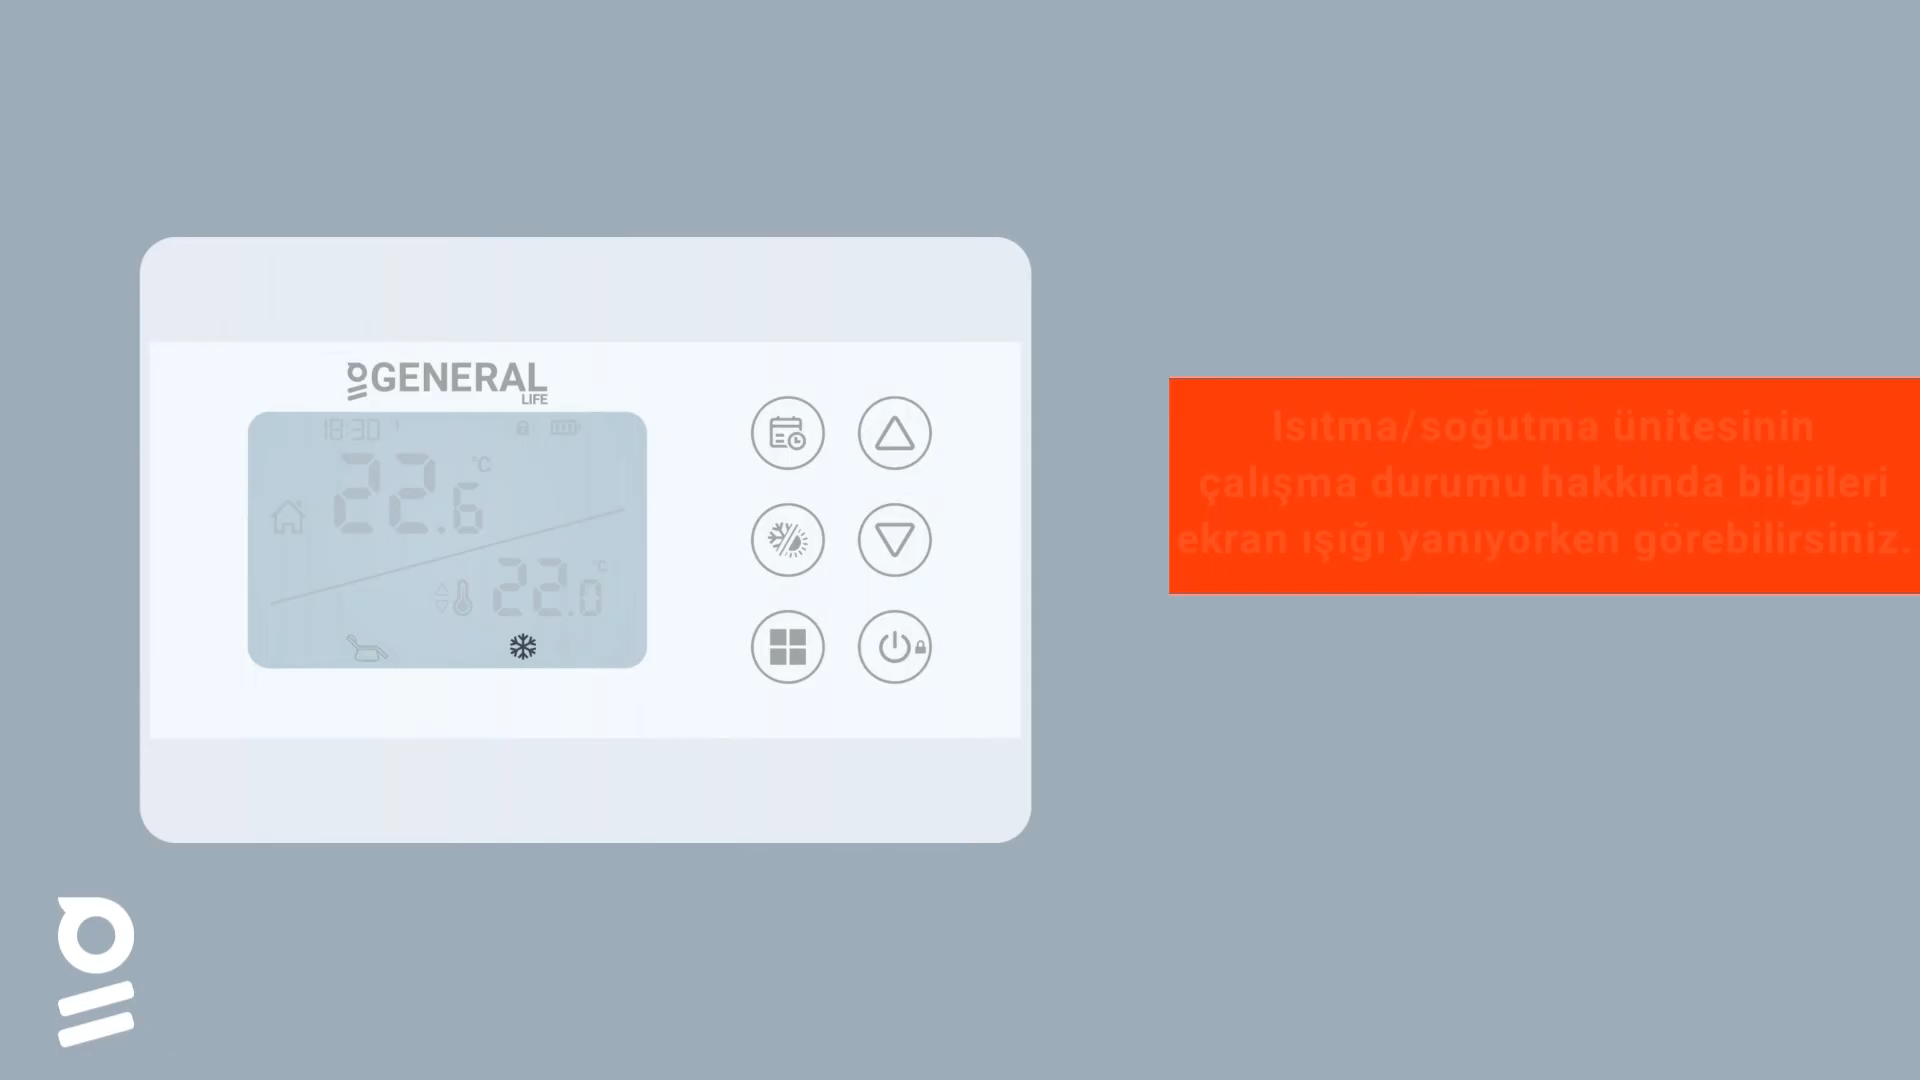 GENERAL
LIFE
18:30
22.6 °C
22.0 °C
Isıtma/soğutma ünitesinin
çalışma durumu hakkında bilgileri
ekran ışığı yanıyorken görebilirsiniz.